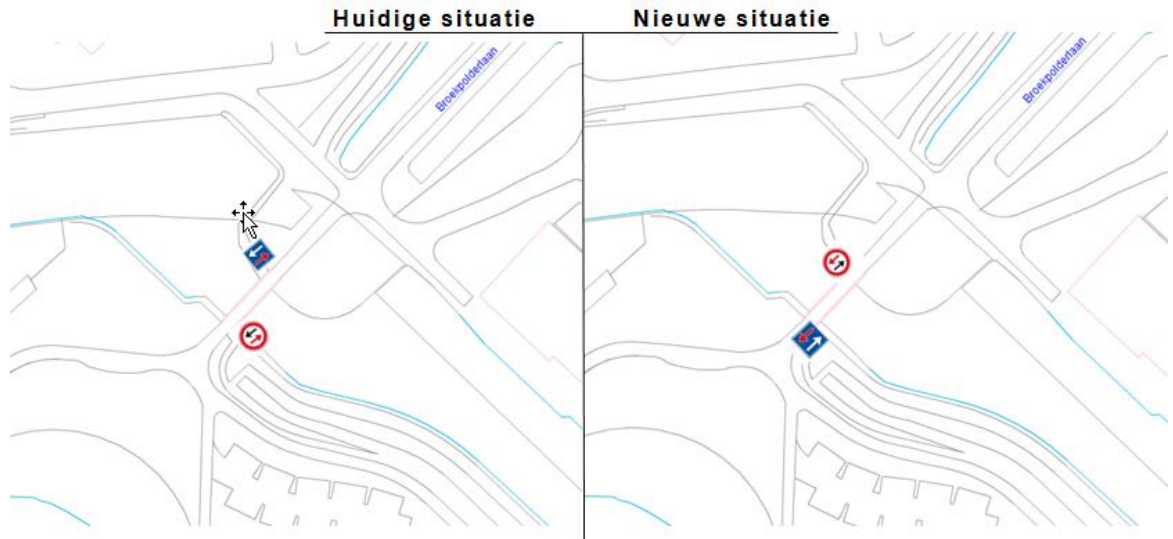 Huidige situatie
Nieuwe situatie
Broekpolderlaan
Broekpolderlaan